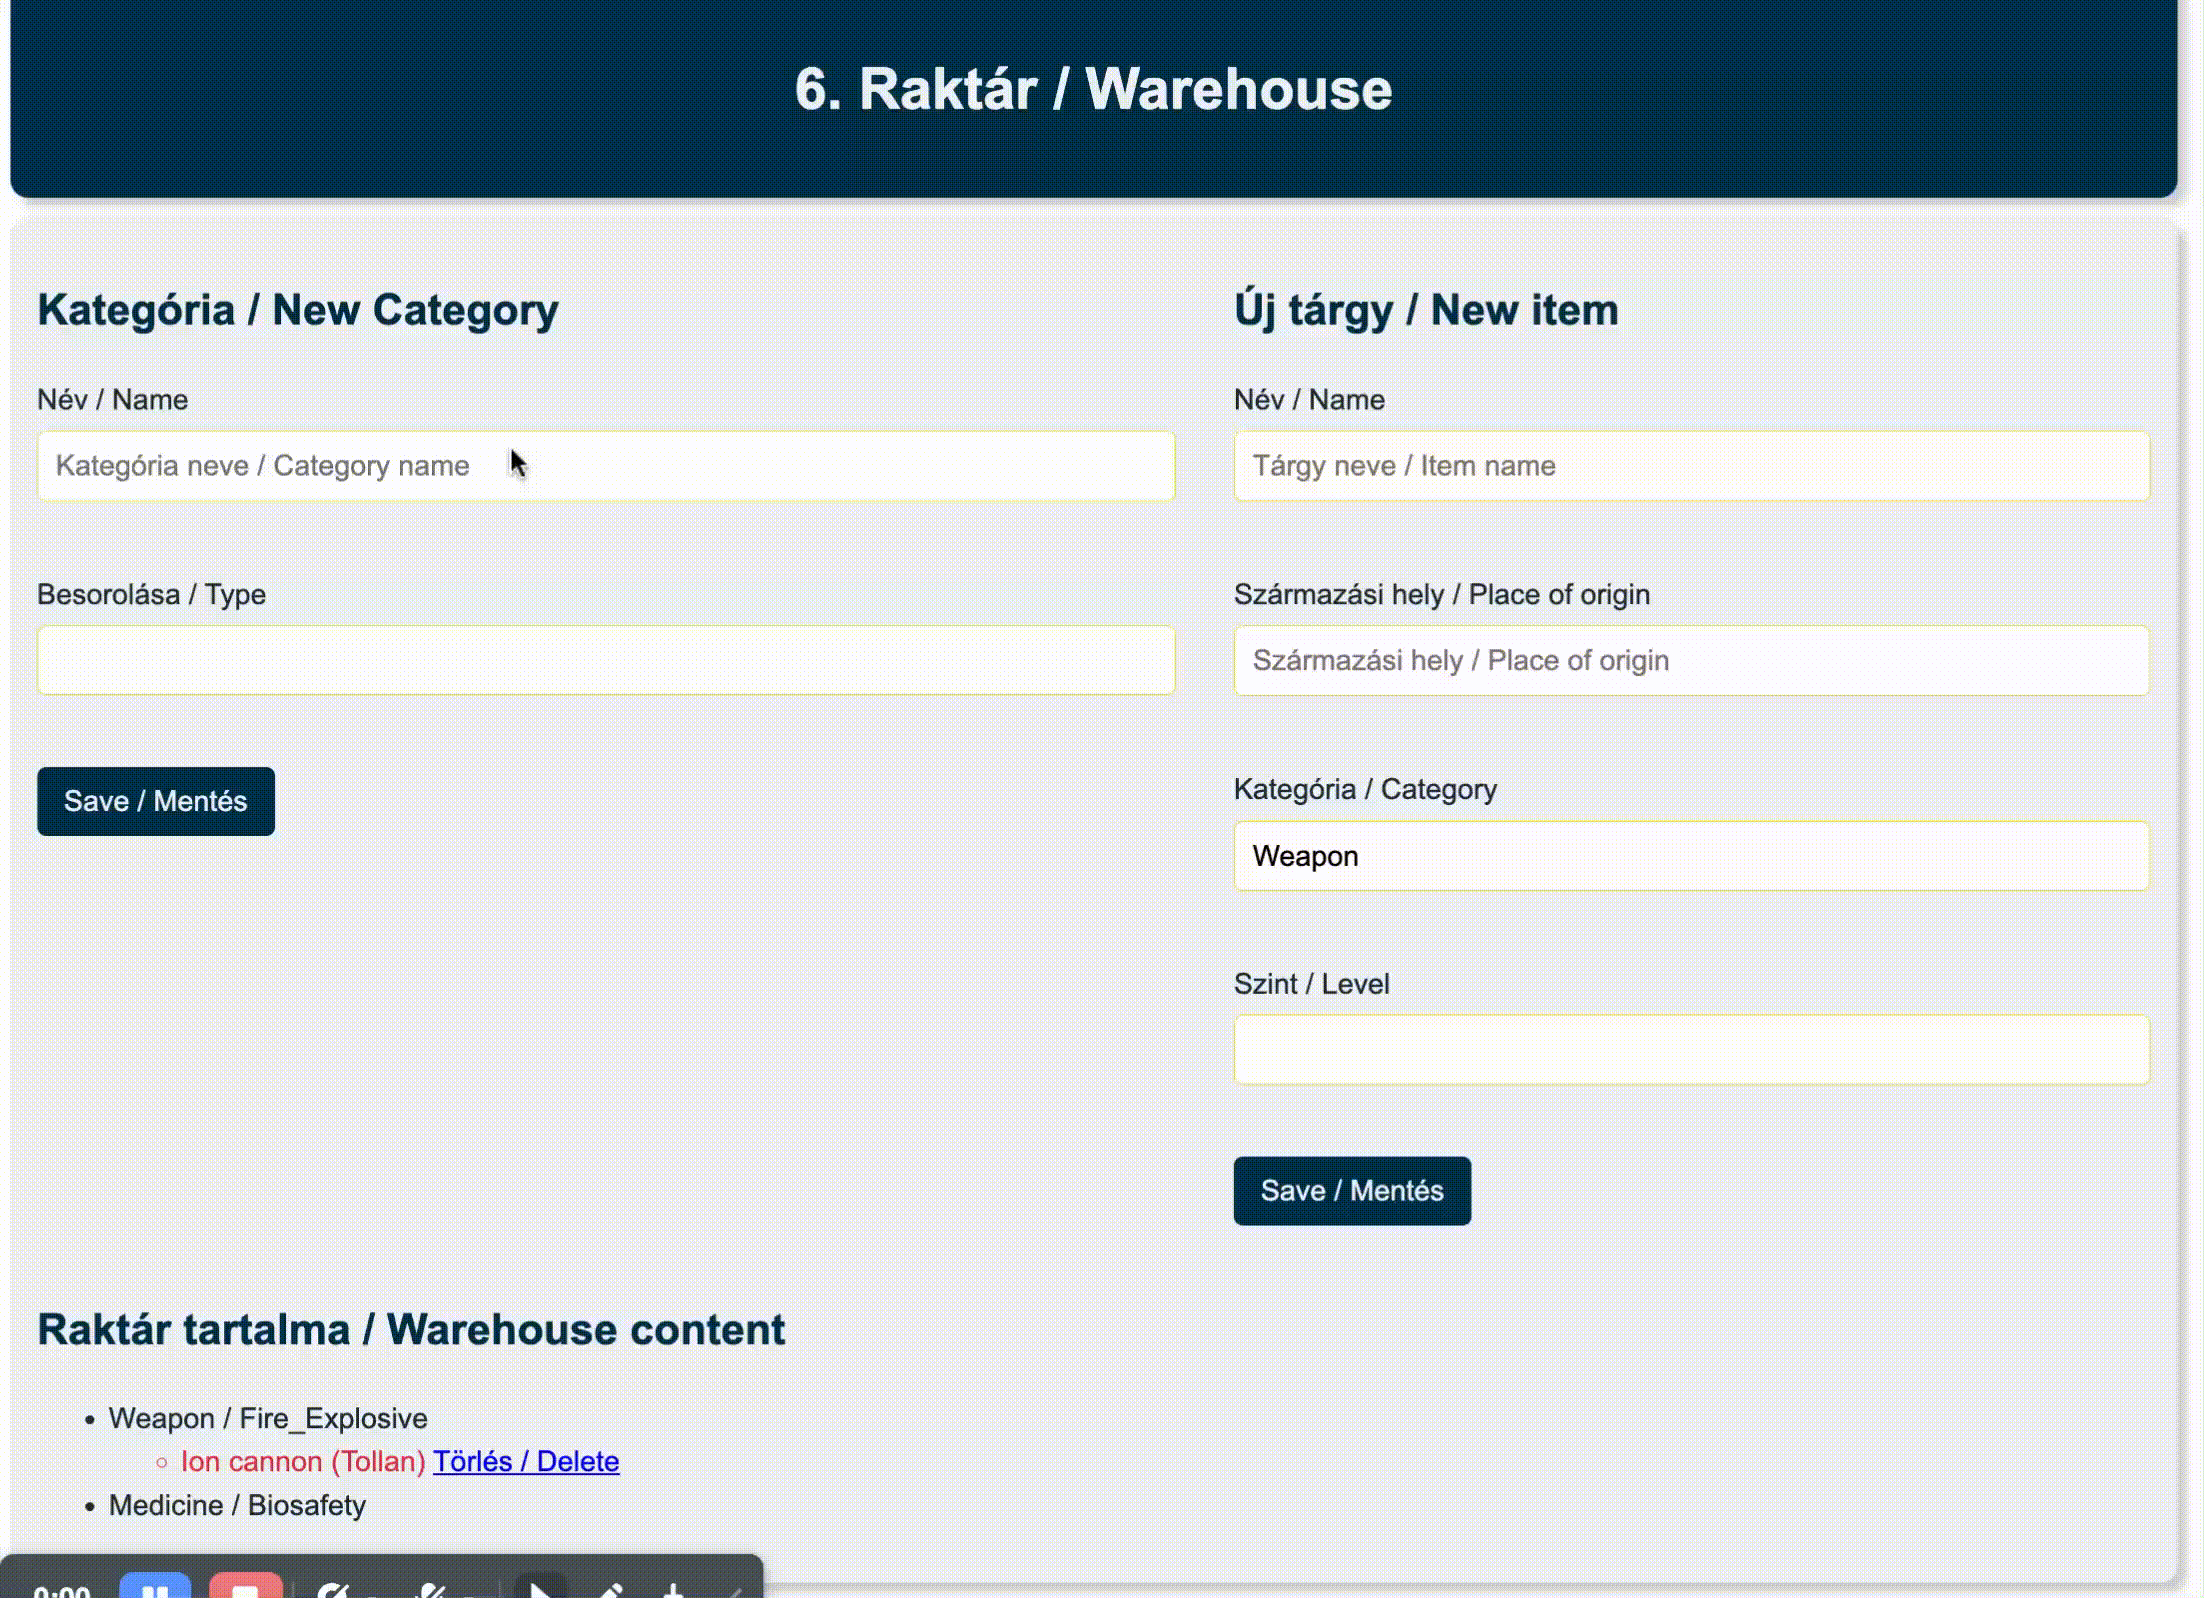 6. Raktár / Warehouse
Kategória / New Category
Név / Name
Kategória neve / Category name
Besorolása / Type
Save / Mentés
Új tárgy / New item
Név / Name
Tárgy neve / Item name
Származási hely / Place of origin
Származási hely / Place of origin
Kategória / Category
Weapon
Szint / Level
Save / Mentés
Raktár tartalma / Warehouse content
Weapon / Fire_Explosive
Ion cannon (Tollan) Törlés / Delete
Medicine / Biosafety
0:00